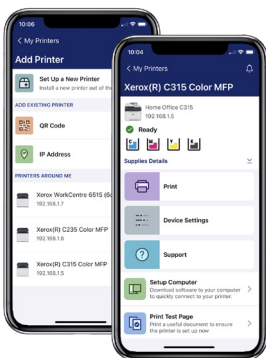 10:06
< My Printers
Add Printer
Set Up a New Printer
Install a new printer out of the
ADD EXISTING PRINTER
QR Code
IP Address
PRINTERS AROUND ME
Xerox WorkCentre 6515 (6
192.168.1.7
Xerox(R) C235 Color MFP
192.168.1.6
Xerox(R) C315 Color MFP
192.168.1.5
10:04
< My Printers
Xerox(R) C315 Color MFP
Home Office C315
192.168.1.5
Ready
C M Y K
Supplies Details
Print
Device Settings
Support
Setup Computer
Download software to your computer
to quickly connect to your printer.
Print Test Page
Print a useful document to ensure
the printer is set up now